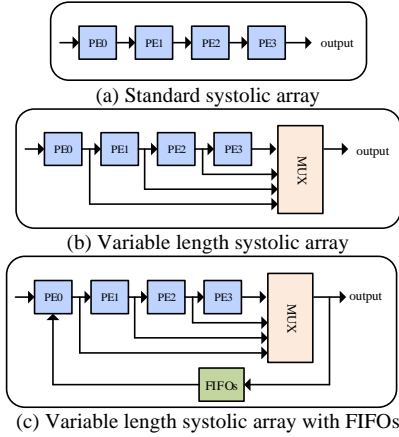 PE0 PE1 PE2 PE3 output
(a) Standard systolic array
PE0 PE1 PE2 PE3 MUX output
(b) Variable length systolic array
PE0 PE1 PE2 PE3 MUX output
FIFOs
(c) Variable length systolic array with FIFOs